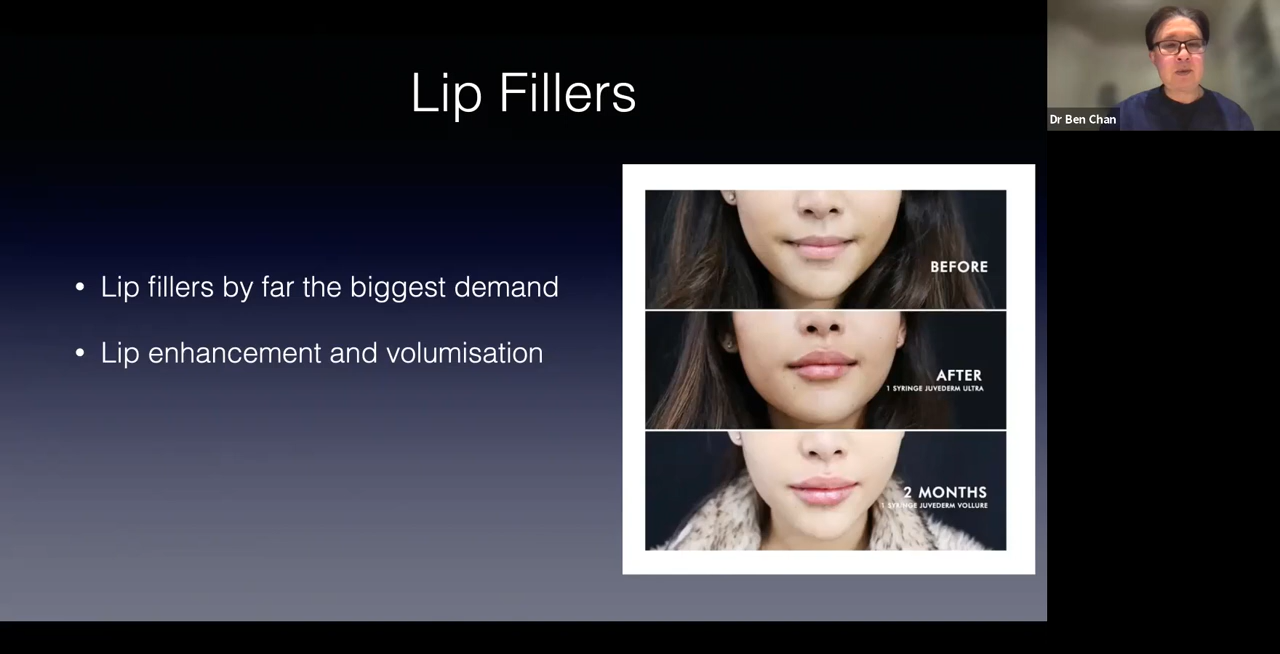 Lip Fillers
• Lip fillers by far the biggest demand
• Lip enhancement and volumisation
BEFORE
AFTER
1 SYRINGE JUVEDERM ULTRA
2 MONTHS
1 SYRINGE JUVEDERM VOLLURE
Dr Ben Chan